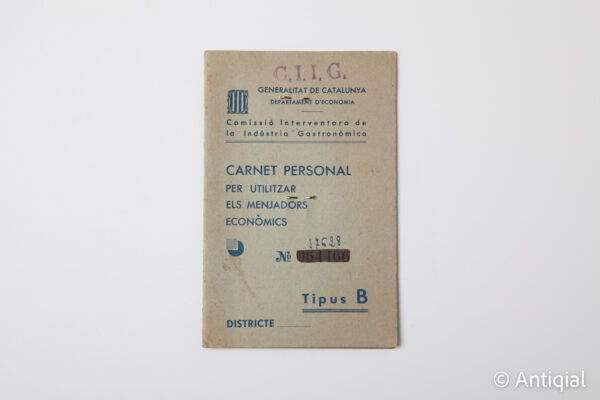 C.I.I.G.
GENERALITAT DE CATALUNYA
DEPARTAMENT D'ECONOMIA
Comissió Interventora de
la Indústria Gastronòmica
CARNET PERSONAL
PER UTILITZAR
ELS MENJADORS
ECONÒMICS
Nº
Tipus B
DISTRICTE
© Antiqial